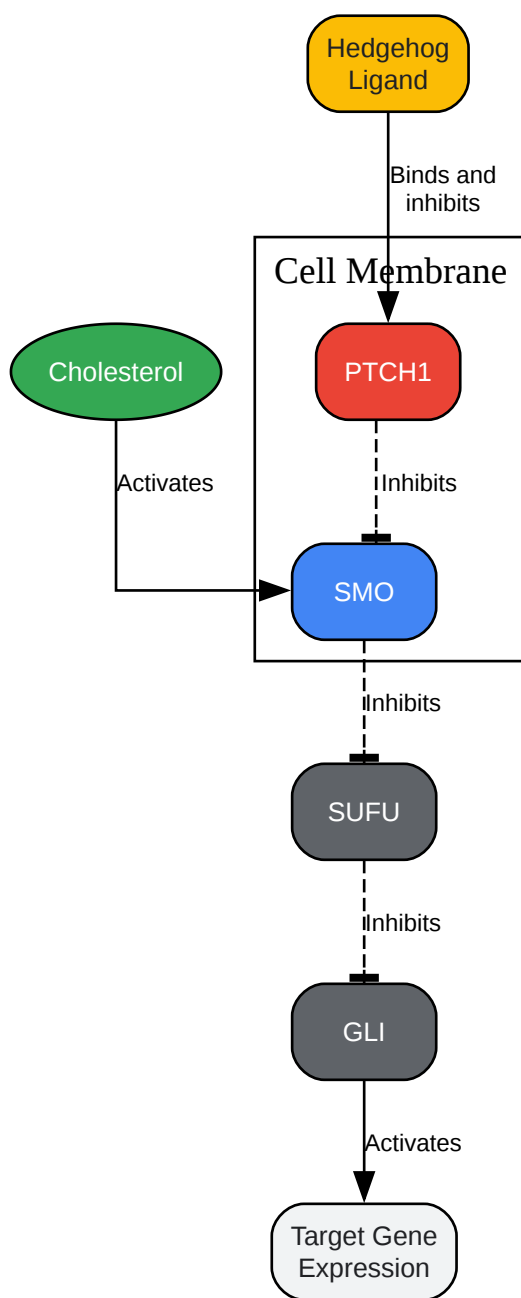 Hedgehog
Ligand
Binds and
inhibits
Cell Membrane
Cholesterol
PTCH1
Activates
Inhibits
SMO
Inhibits
SUFU
Inhibits
GLI
Activates
Target Gene
Expression